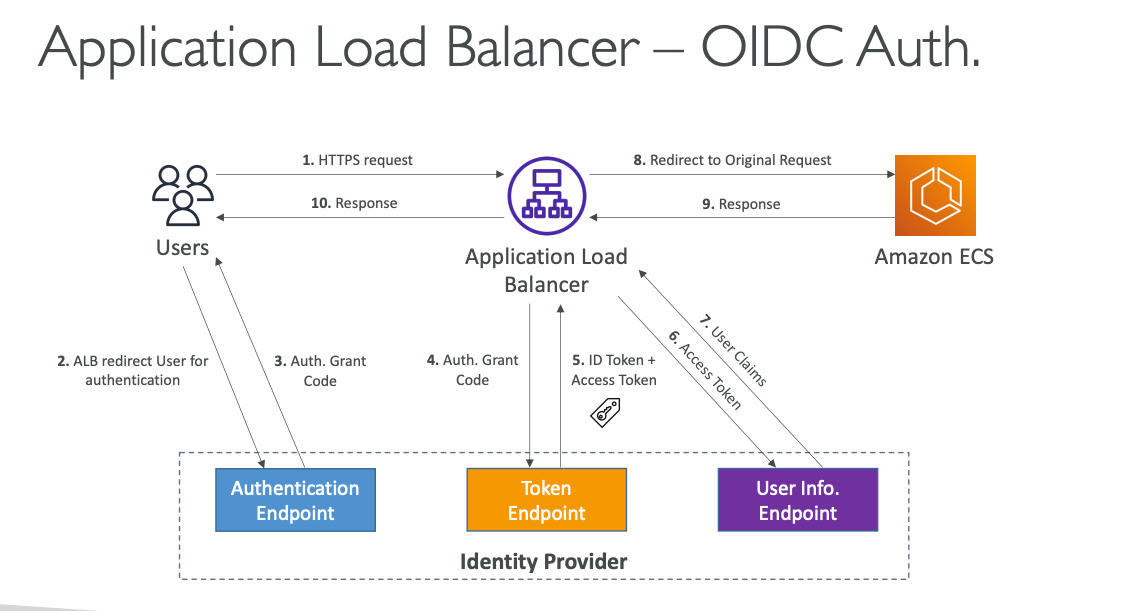 Application Load Balancer – OIDC Auth.
1. HTTPS request
8. Redirect to Original Request
10. Response
9. Response
Users
Application Load
Balancer
Amazon ECS
2. ALB redirect User for
authentication
3. Auth. Grant
Code
4. Auth. Grant
Code
5. ID Token +
Access Token
6. Access Token
7. User Claims
Authentication
Endpoint
Token
Endpoint
User Info.
Endpoint
Identity Provider